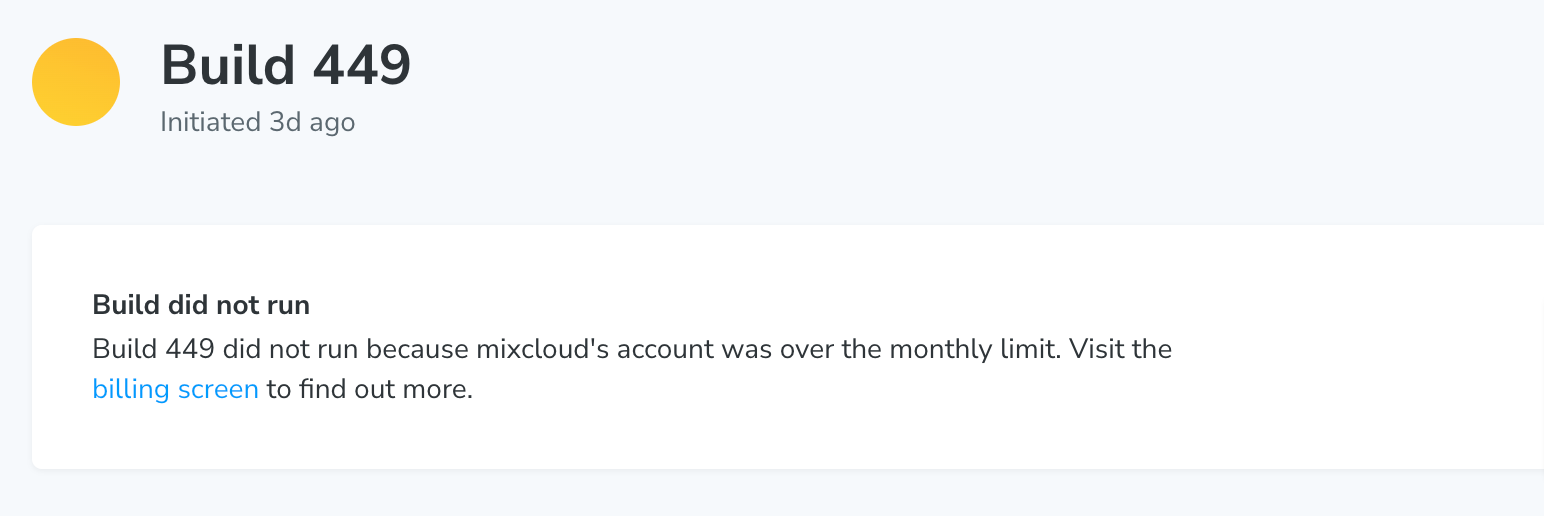 Build 449
Initiated 3d ago
Build did not run
Build 449 did not run because mixcloud's account was over the monthly limit. Visit the
billing screen to find out more.